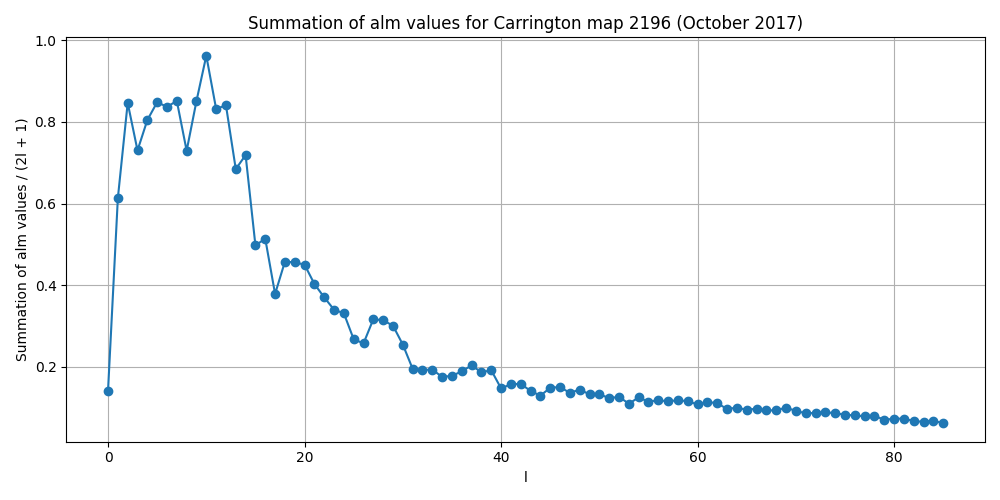 Summation of alm values for Carrington map 2196 (October 2017)
Summation of alm values / (2l + 1)
1.0
0.8
0.6
0.4
0.2
0 20 40 60 80
l